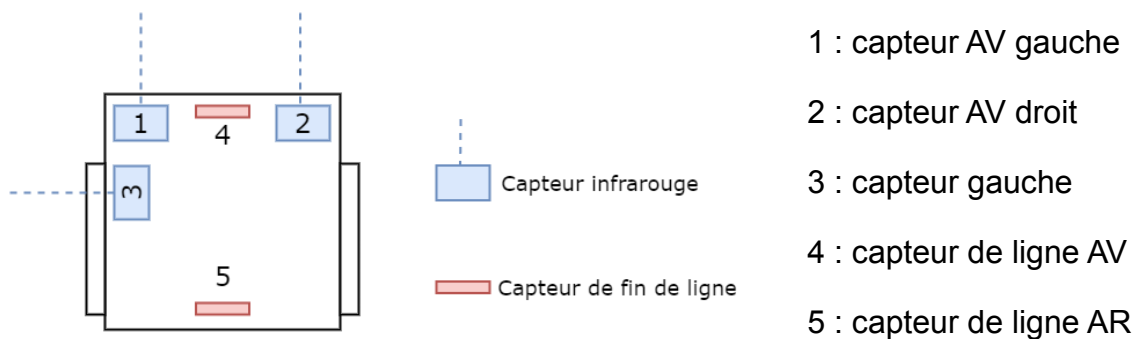 1 : capteur AV gauche
1
2
4
2 : capteur AV droit
3
Capteur infrarouge
3 : capteur gauche
4 : capteur de ligne AV
5
Capteur de fin de ligne
5 : capteur de ligne AR